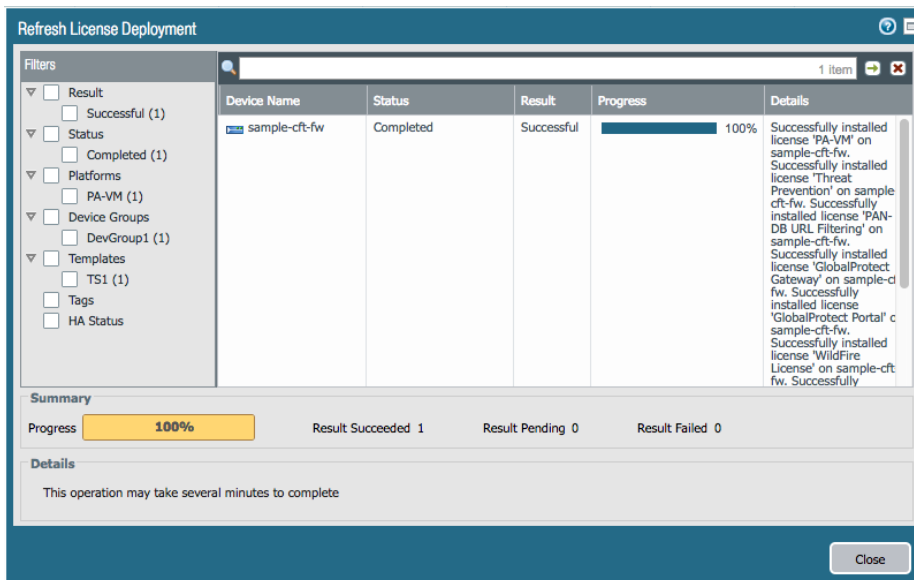 Refresh License Deployment
Filters
Result
Successful (1)
Status
Completed (1)
Platforms
PA-VM (1)
Device Groups
DevGroup1 (1)
Templates
TS1 (1)
Tags
HA Status
1 item
Device Name Status Result Progress Details
sample-cft-fw Completed Successful 100%
Successfully installed
license 'PA-VM' on
sample-cft-fw.
Successfully installed
license 'Threat
Prevention' on sample
cft-fw. Successfully
installed license 'PAN-
DB URL Filtering' on
sample-cft-fw.
Successfully installed
license 'GlobalProtect
Gateway' on sample-cf
fw. Successfully
installed license
'GlobalProtect Portal' o
sample-cft-fw.
Successfully installed
license 'WildFire
License' on sample-cft
fw. Successfully
Summary
Progress 100% Result Succeeded 1 Result Pending 0 Result Failed 0
Details
This operation may take several minutes to complete
Close